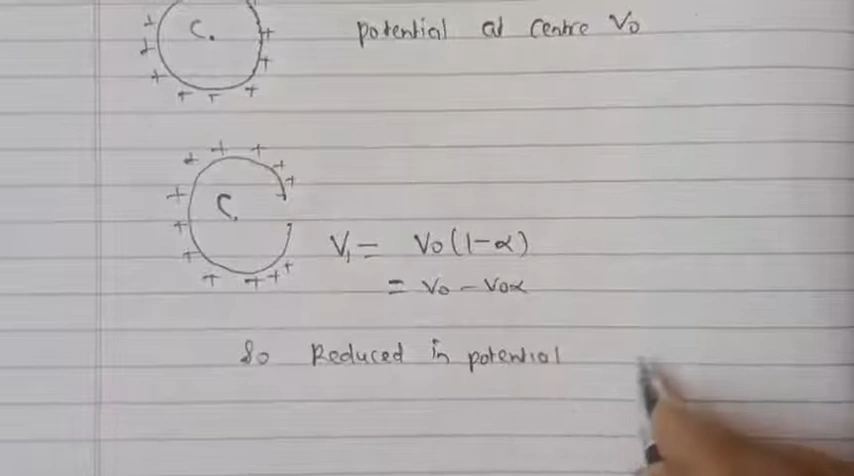 C. potential at centre V₀
C.
V₁ = V₀(1-α)
= V₀ - V₀α
So Reduced in potential